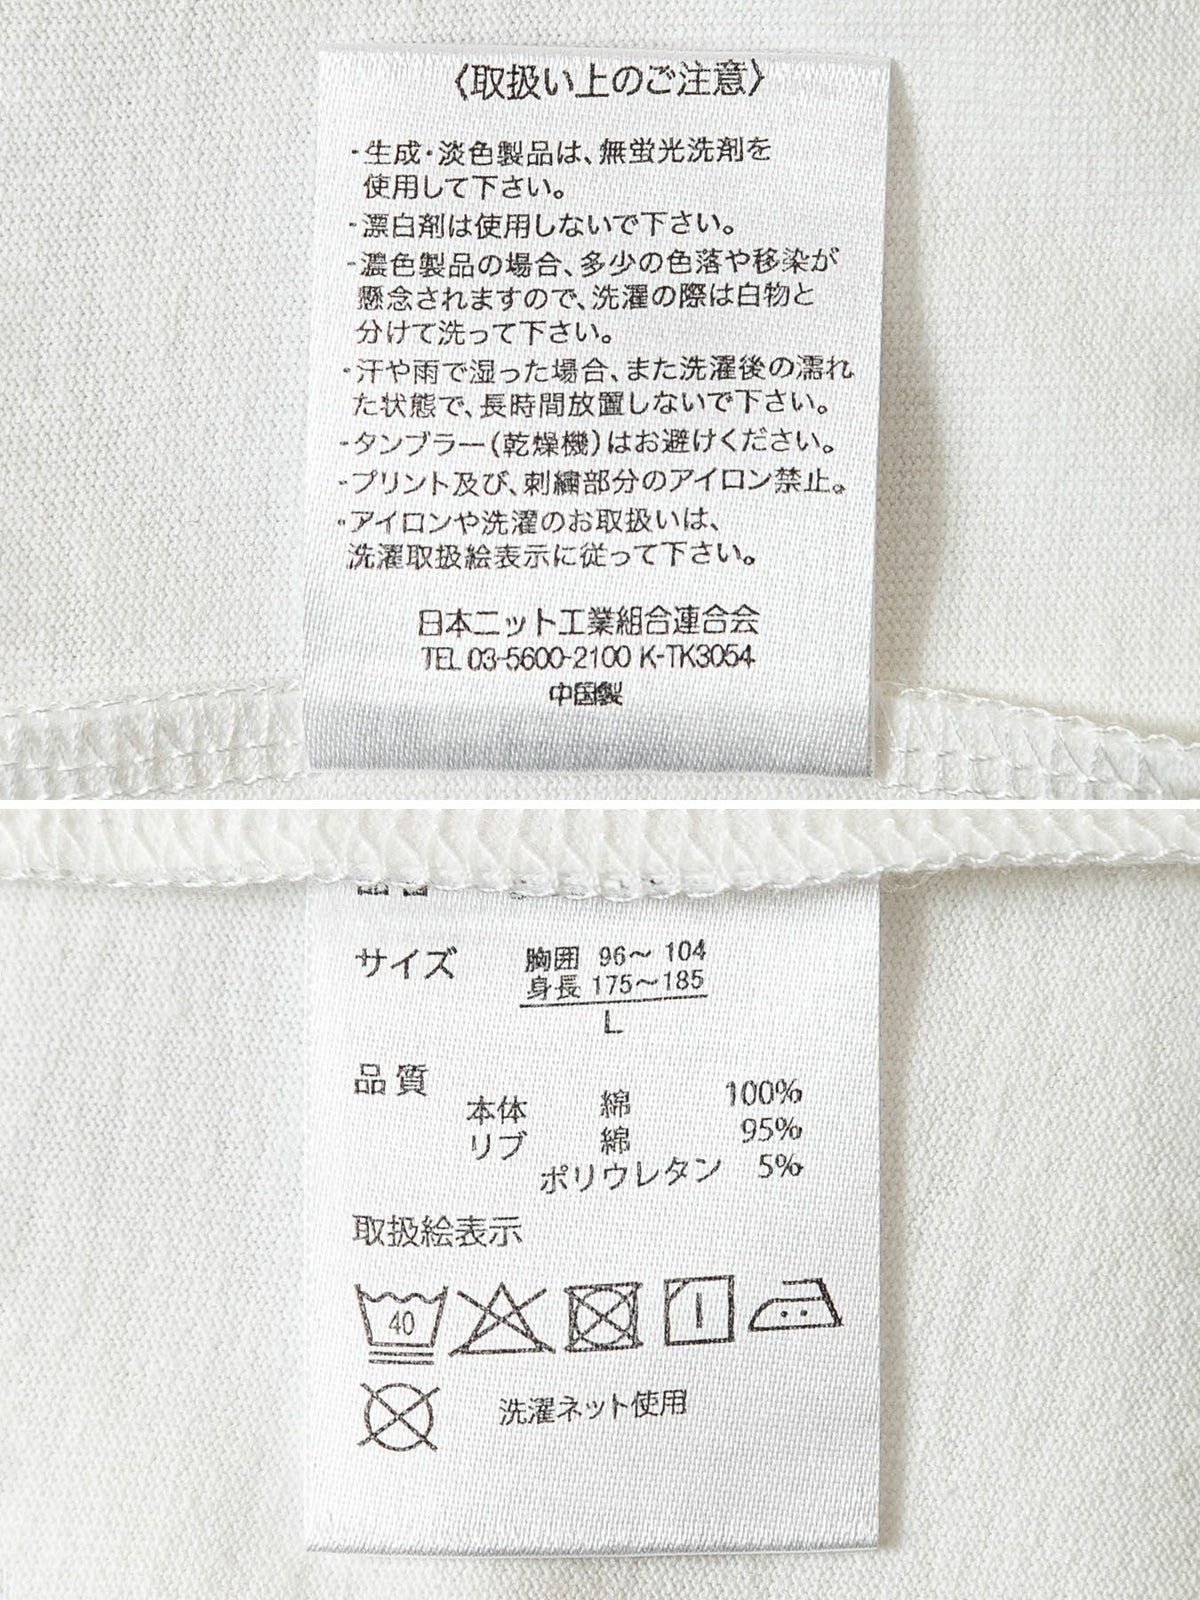 〈取扱い上のご注意〉
・生成・淡色製品は、無蛍光洗剤を
使用して下さい。
・漂白剤は使用しないで下さい。
・濃色製品の場合、多少の色落や移染が
懸念されますので、洗濯の際は白物と
分けて洗って下さい。
・汗や雨で湿った場合、また洗濯後の濡れ
た状態で、長時間放置しないで下さい。
・タンブラー(乾燥機)はお避けください。
・プリント及び、刺繍部分のアイロン禁止。
・アイロンや洗濯のお取扱いは、
洗濯取扱絵表示に従って下さい。
日本ニット工業組合連合会
TEL 03-5600-2100 K-TK3054
中国製
サイズ 胸囲 96〜104
身長 175〜185
L
品質
本体 綿 100%
リブ 綿 95%
ポリウレタン 5%
取扱絵表示
40
洗濯ネット使用